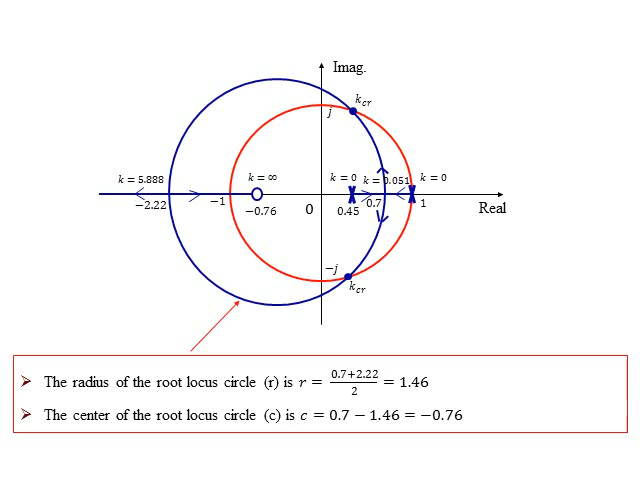 Imag.
k_cr
j
k = 5.888
k = ∞
k = 0
k = 0.051
k = 0
−2.22
−1
−0.76
0
0.45
0.7
1
Real
−j
k_cr
➢ The radius of the root locus circle (r) is r = (0.7+2.22)/2 = 1.46
➢ The center of the root locus circle (c) is c = 0.7 − 1.46 = −0.76